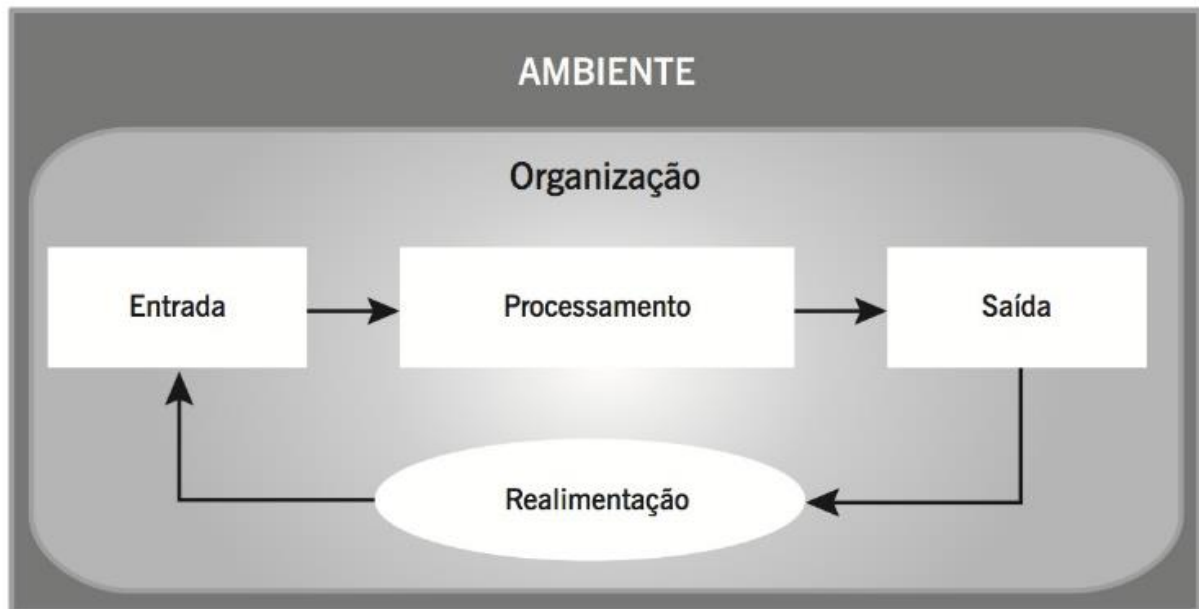 AMBIENTE
Organização
Entrada
Processamento
Saída
Realimentação